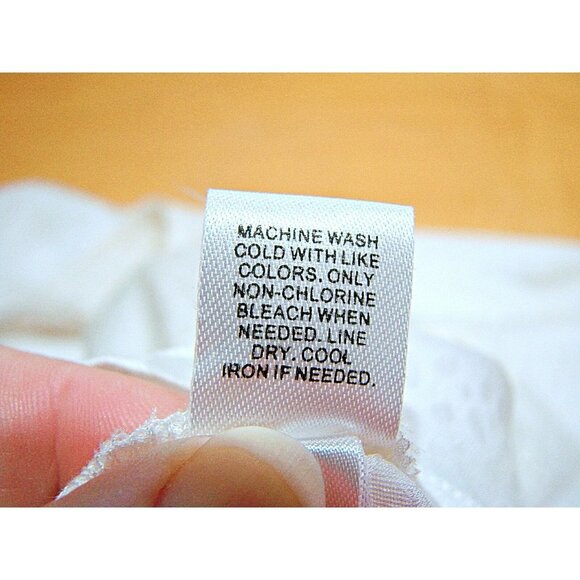 MACHINE WASH
COLD WITH LIKE
COLORS. ONLY
NON-CHLORINE
BLEACH WHEN
NEEDED. LINE
DRY. COOL
IRON IF NEEDED.